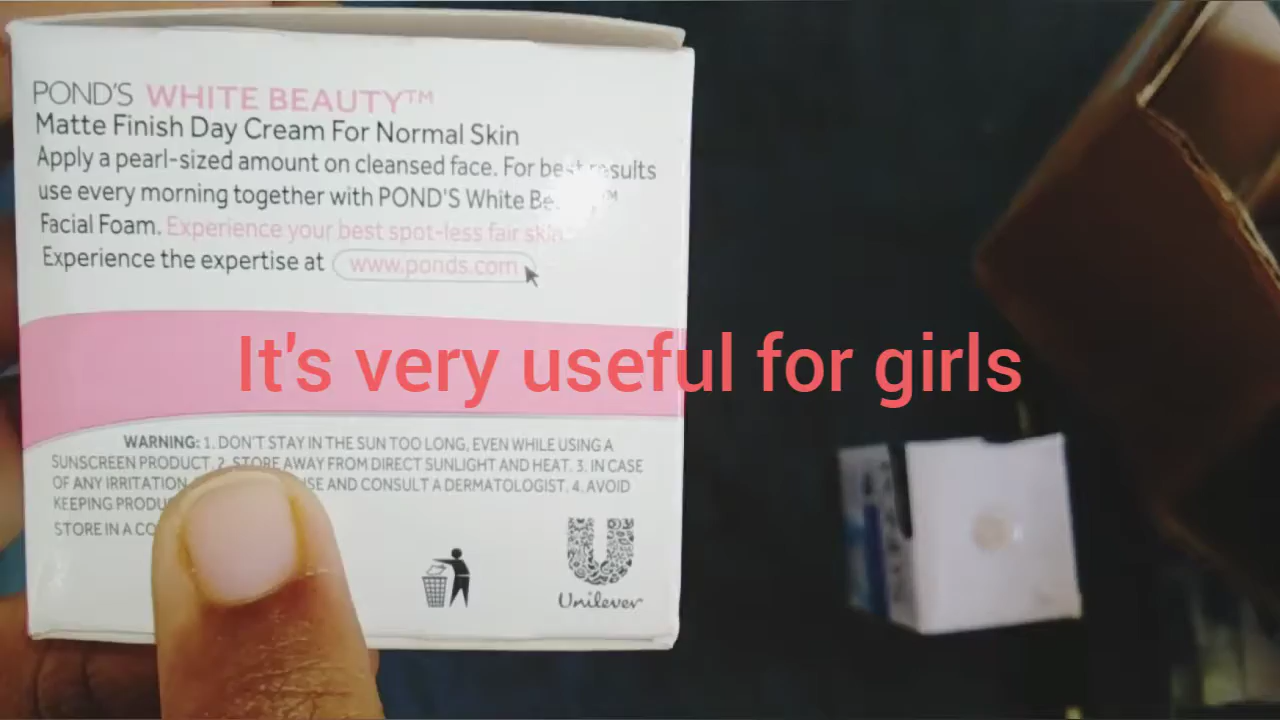 POND'S WHITE BEAUTY™
Matte Finish Day Cream For Normal Skin
Apply a pearl-sized amount on cleansed face. For best results
use every morning together with POND'S White Be ™
Facial Foam. Experience your best spot-less fair skin
Experience the expertise at www.ponds.com
It's very useful for girls
WARNING: 1. DON'T STAY IN THE SUN TOO LONG, EVEN WHILE USING A
SUNSCREEN PRODUCT. 2. STORE AWAY FROM DIRECT SUNLIGHT AND HEAT. 3. IN CASE
OF ANY IRRITATION AND CONSULT A DERMATOLOGIST. 4. AVOID
KEEPING
STORE IN A
Unilever